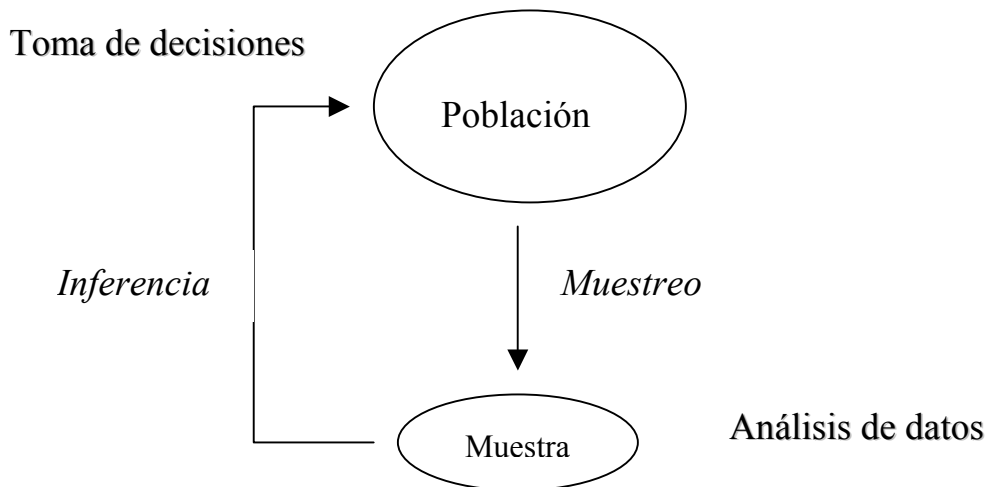 Toma de decisiones
Población
Inferencia
Muestreo
Muestra
Análisis de datos